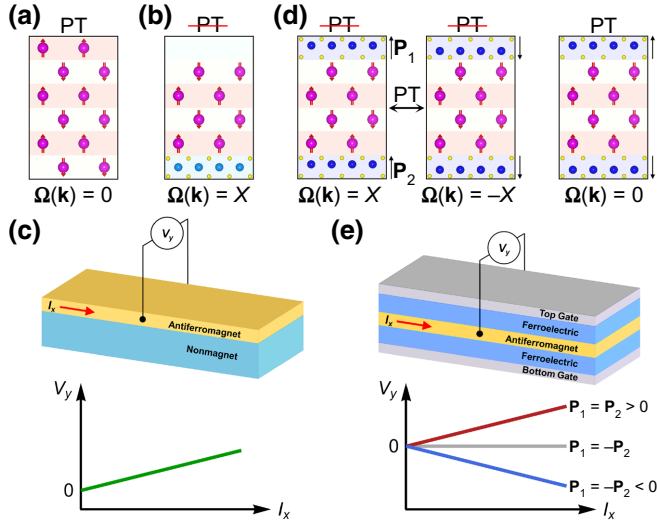 (a) PT
Ω(k) = 0
(b) PT
Ω(k) = X
(d) PT PT PT
P1
PT
P2
Ω(k) = X Ω(k) = –X Ω(k) = 0
(c)
Vy
Ix
Antiferromagnet
Nonmagnet
Vy
0
Ix
(e)
Vy
Top Gate
Ferroelectric
Ix
Antiferromagnet
Ferroelectric
Bottom Gate
Vy
P1 = P2 > 0
0
P1 = –P2
P1 = –P2 < 0
Ix